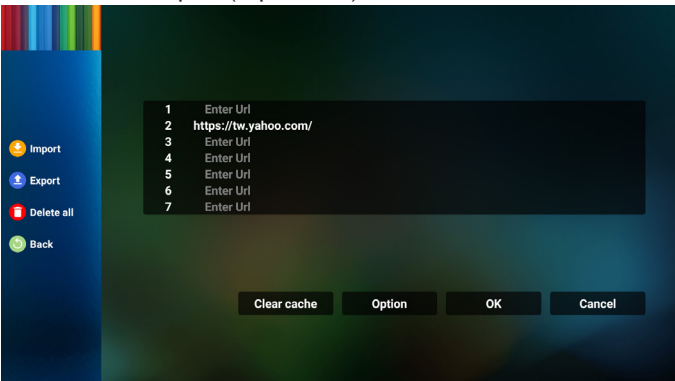 1 Enter Url
2 https://tw.yahoo.com/
3 Enter Url
4 Enter Url
5 Enter Url
6 Enter Url
7 Enter Url
Import
Export
Delete all
Back
Clear cache Option OK Cancel